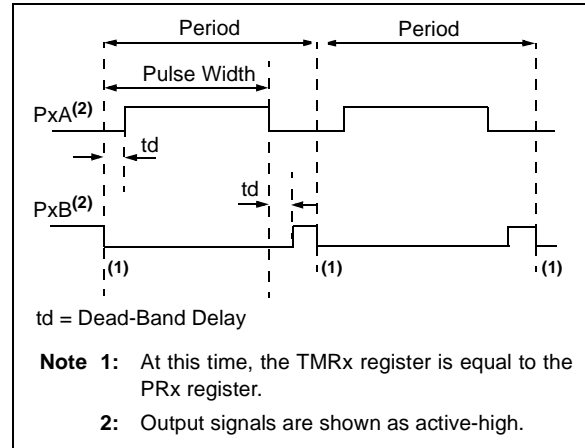 Period Period
Pulse Width
PxA(2)
td
td
PxB(2)
(1) (1) (1)
td = Dead-Band Delay
Note 1: At this time, the TMRx register is equal to the
PRx register.
2: Output signals are shown as active-high.